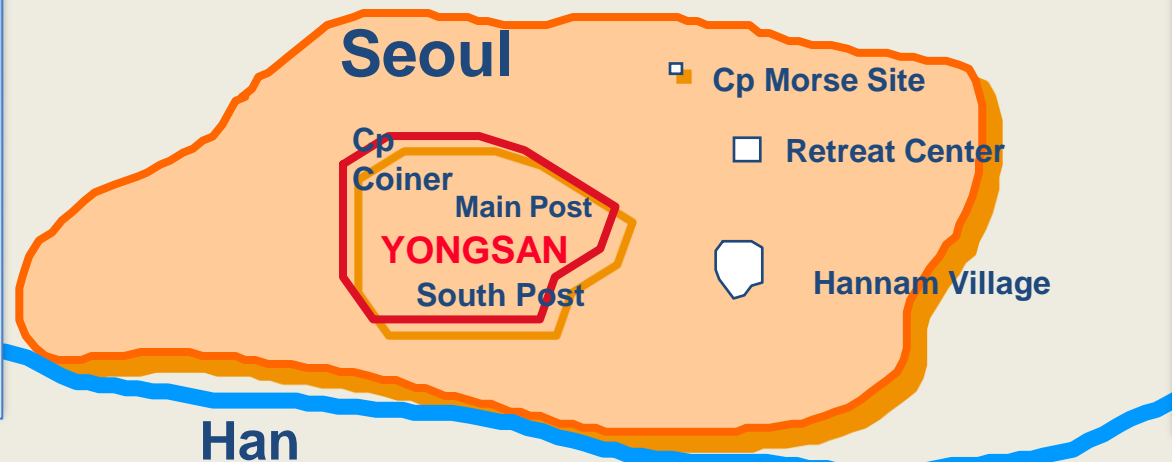 Seoul
Cp Morse Site
Cp
Coiner
Retreat Center
Main Post
YONGSAN
South Post
Hannam Village
Han